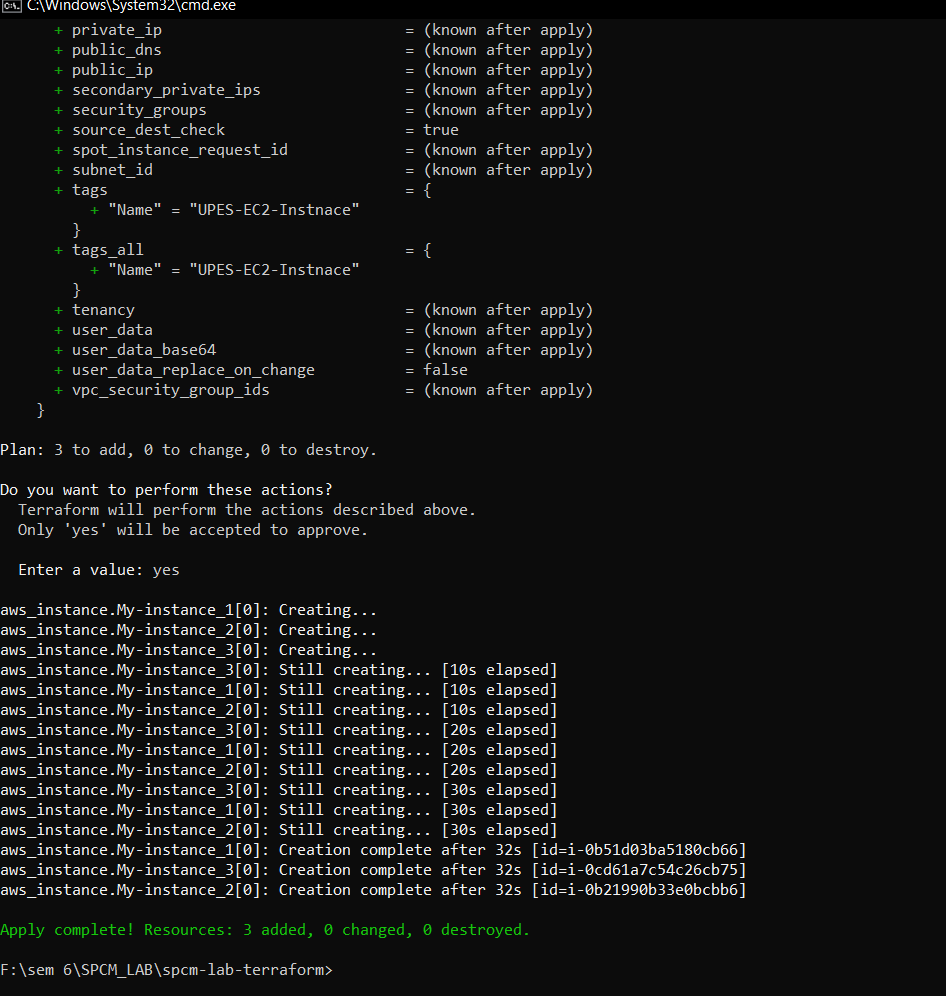 C:\Windows\System32\cmd.exe
+ private_ip = (known after apply)
+ public_dns = (known after apply)
+ public_ip = (known after apply)
+ secondary_private_ips = (known after apply)
+ security_groups = (known after apply)
+ source_dest_check = true
+ spot_instance_request_id = (known after apply)
+ subnet_id = (known after apply)
+ tags = {
+ "Name" = "UPES-EC2-Instnace"
}
+ tags_all = {
+ "Name" = "UPES-EC2-Instnace"
}
+ tenancy = (known after apply)
+ user_data = (known after apply)
+ user_data_base64 = (known after apply)
+ user_data_replace_on_change = false
+ vpc_security_group_ids = (known after apply)
}
Plan: 3 to add, 0 to change, 0 to destroy.
Do you want to perform these actions?
Terraform will perform the actions described above.
Only 'yes' will be accepted to approve.
Enter a value: yes
aws_instance.My-instance_1[0]: Creating...
aws_instance.My-instance_2[0]: Creating...
aws_instance.My-instance_3[0]: Creating...
aws_instance.My-instance_3[0]: Still creating... [10s elapsed]
aws_instance.My-instance_1[0]: Still creating... [10s elapsed]
aws_instance.My-instance_2[0]: Still creating... [10s elapsed]
aws_instance.My-instance_3[0]: Still creating... [20s elapsed]
aws_instance.My-instance_1[0]: Still creating... [20s elapsed]
aws_instance.My-instance_2[0]: Still creating... [20s elapsed]
aws_instance.My-instance_3[0]: Still creating... [30s elapsed]
aws_instance.My-instance_1[0]: Still creating... [30s elapsed]
aws_instance.My-instance_2[0]: Still creating... [30s elapsed]
aws_instance.My-instance_1[0]: Creation complete after 32s [id=i-0b51d03ba5180cb66]
aws_instance.My-instance_3[0]: Creation complete after 32s [id=i-0cd61a7c54c26cb75]
aws_instance.My-instance_2[0]: Creation complete after 32s [id=i-0b21990b33e0bcbb6]
Apply complete! Resources: 3 added, 0 changed, 0 destroyed.
F:\sem 6\SPCM_LAB\spcm-lab-terraform>